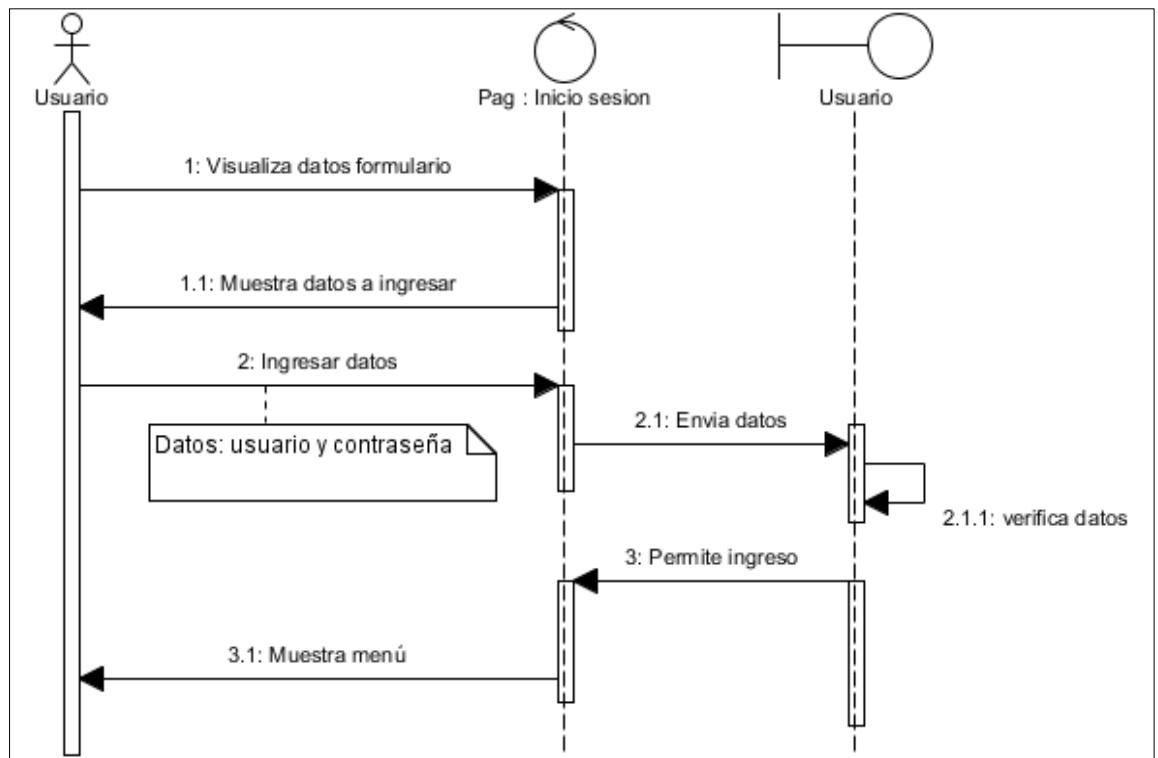 Usuario
Pag : Inicio sesion
Usuario
1: Visualiza datos formulario
1.1: Muestra datos a ingresar
2: Ingresar datos
Datos: usuario y contraseña
2.1: Envia datos
2.1.1: verifica datos
3: Permite ingreso
3.1: Muestra menú